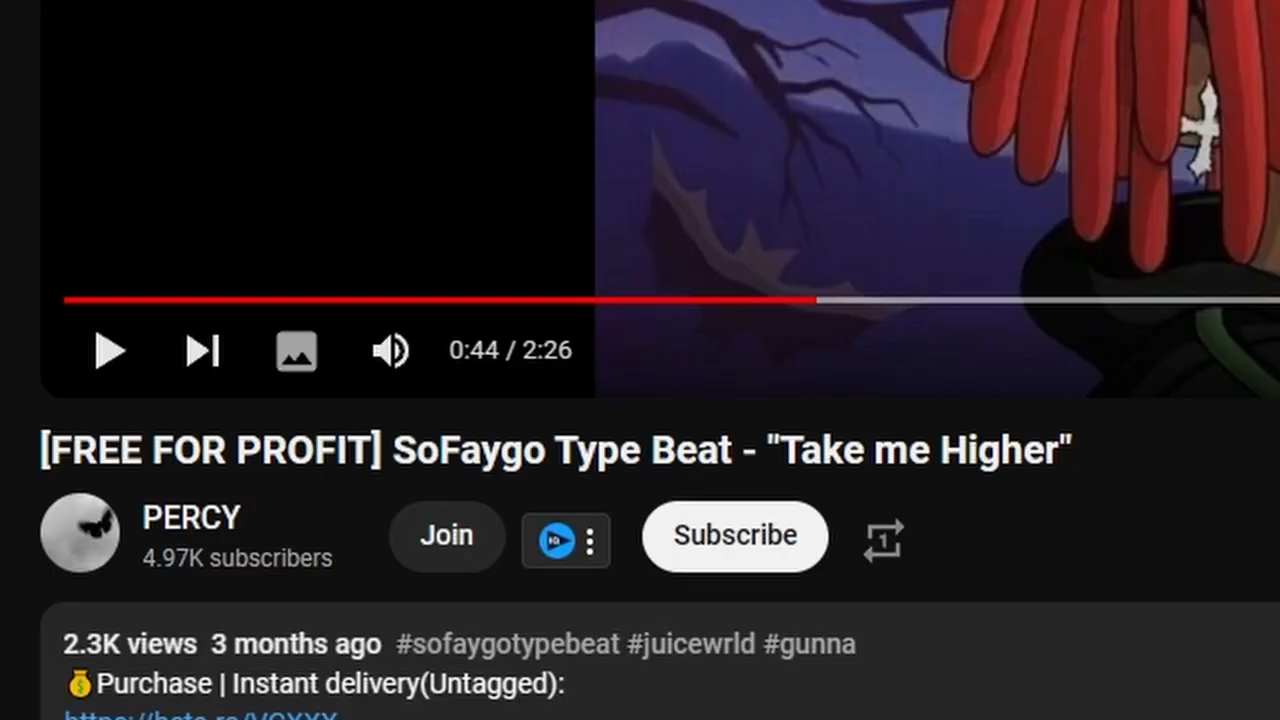 0:44 / 2:26
[FREE FOR PROFIT] SoFaygo Type Beat - "Take me Higher"
PERCY
4.97K subscribers
Join
Subscribe
1
2.3K views 3 months ago #sofaygotypebeat #juicewrld #gunna
💰Purchase | Instant delivery(Untagged):